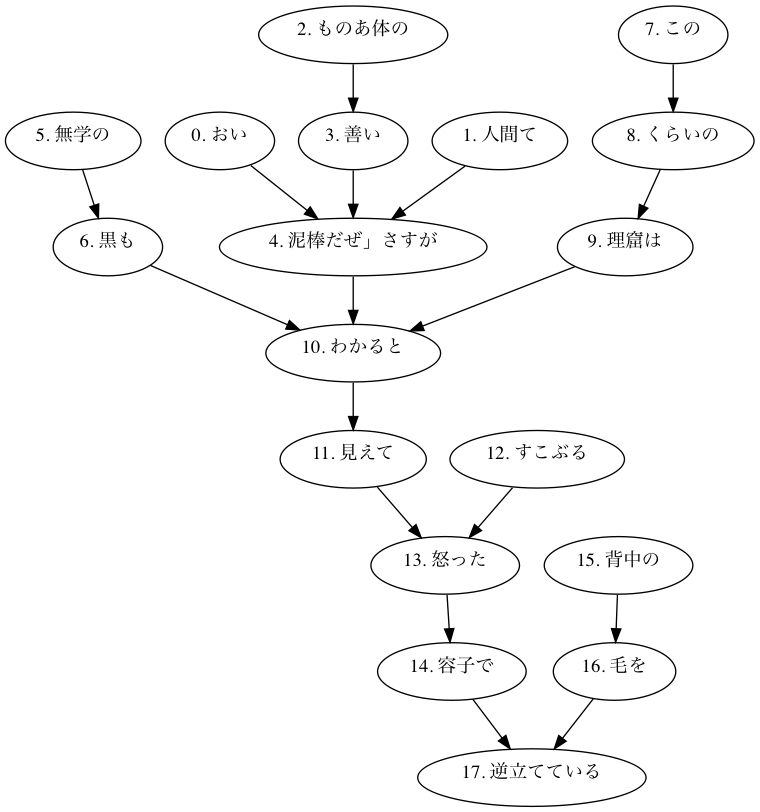 2. ものあ体の
7. この
5. 無学の
0. おい
3. 善い
1. 人間て
8. くらいの
6. 黒も
4. 泥棒だぜ」さすが
9. 理窟は
10. わかると
11. 見えて
12. すこぶる
13. 怒った
15. 背中の
14. 容子で
16. 毛を
17. 逆立てている